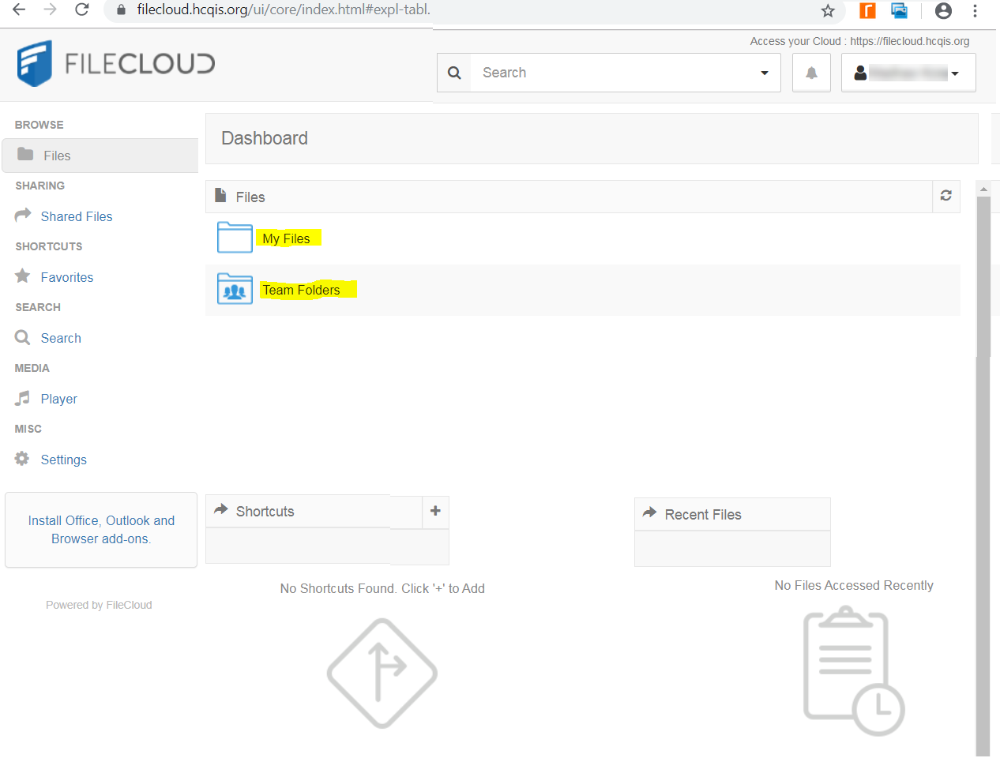 filecloud.hcqis.org/ui/core/index.html#expl-tabl.
Access your Cloud : https://filecloud.hcqis.org
FILECLOUD
Search
BROWSE
Files
SHARING
Shared Files
SHORTCUTS
Favorites
SEARCH
Search
MEDIA
Player
MISC
Settings
Install Office, Outlook and
Browser add-ons.
Powered by FileCloud
Dashboard
Files
My Files
Team Folders
Shortcuts
No Shortcuts Found. Click '+' to Add
Recent Files
No Files Accessed Recently